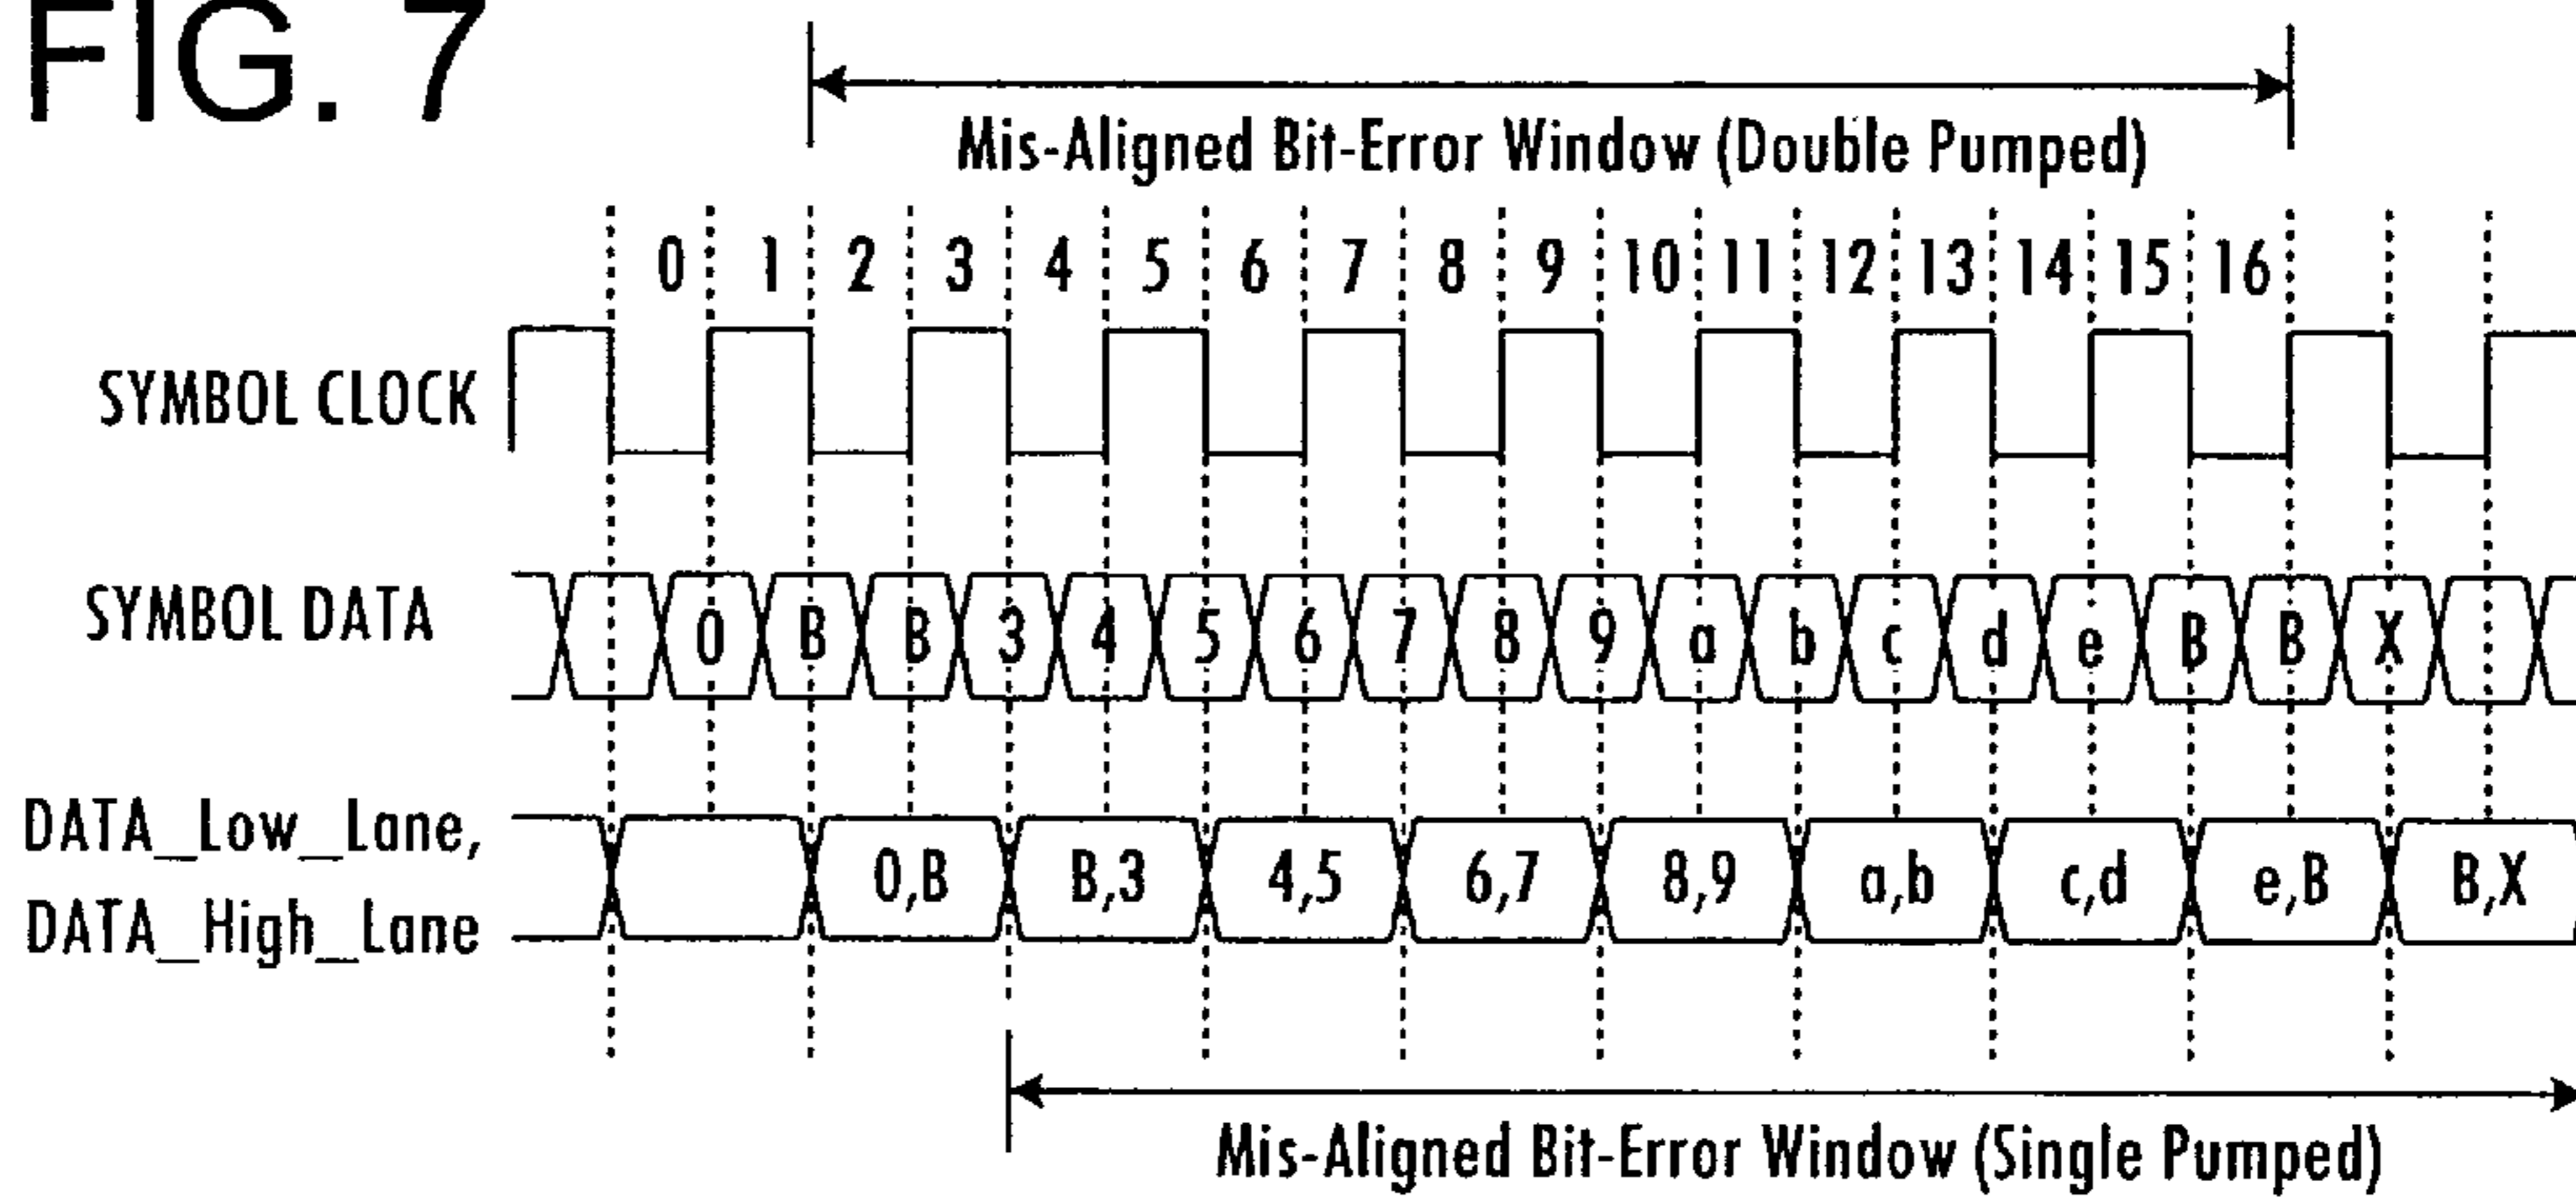 FIG. 7
Mis-Aligned Bit-Error Window (Double Pumped)
0 1 2 3 4 5 6 7 8 9 10 11 12 13 14 15 16
SYMBOL CLOCK
SYMBOL DATA
0 B B 3 4 5 6 7 8 9 a b c d e B B X
DATA_Low_Lane,
DATA_High_Lane
0,B B,3 4,5 6,7 8,9 a,b c,d e,B B,X
Mis-Aligned Bit-Error Window (Single Pumped)